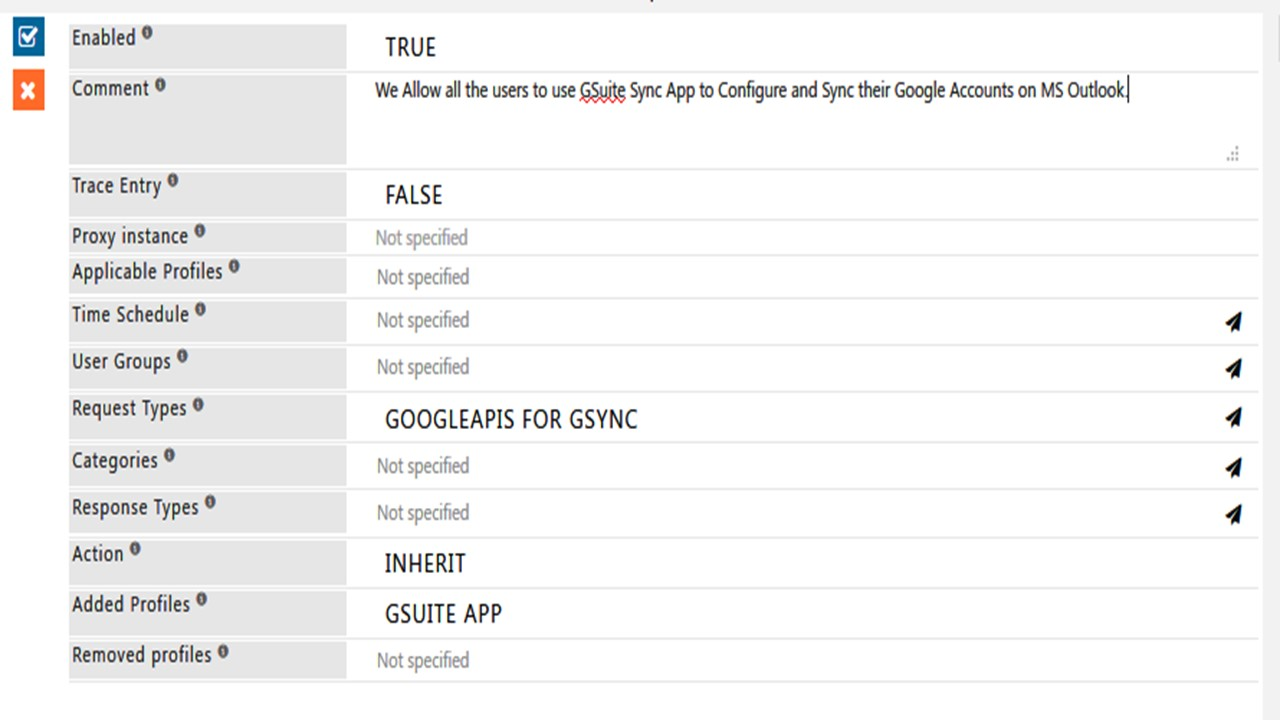 Enabled TRUE
Comment We Allow all the users to use GSuite Sync App to Configure and Sync their Google Accounts on MS Outlook.
Trace Entry FALSE
Proxy instance Not specified
Applicable Profiles Not specified
Time Schedule Not specified
User Groups Not specified
Request Types GOOGLEAPIS FOR GSYNC
Categories Not specified
Response Types Not specified
Action INHERIT
Added Profiles GSUITE APP
Removed profiles Not specified